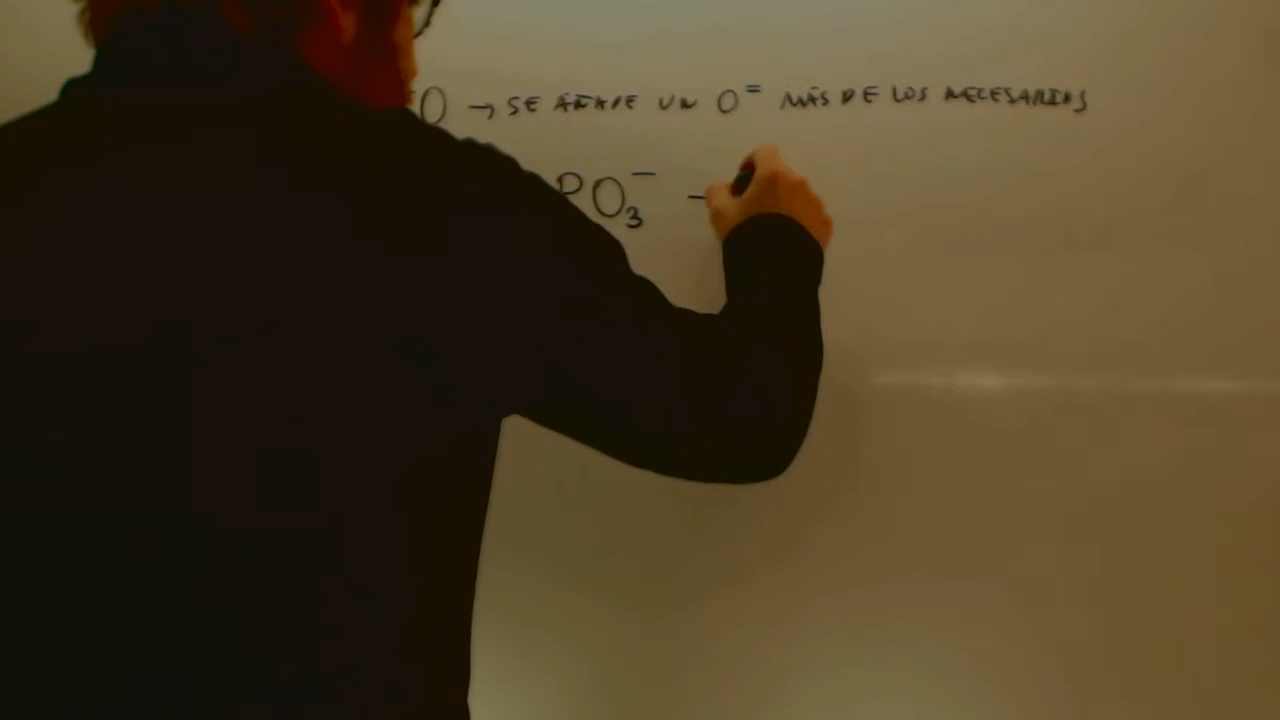 O → SE AÑADE UN O= MÁS DE LOS NECESARIOS
PO₃⁻ -